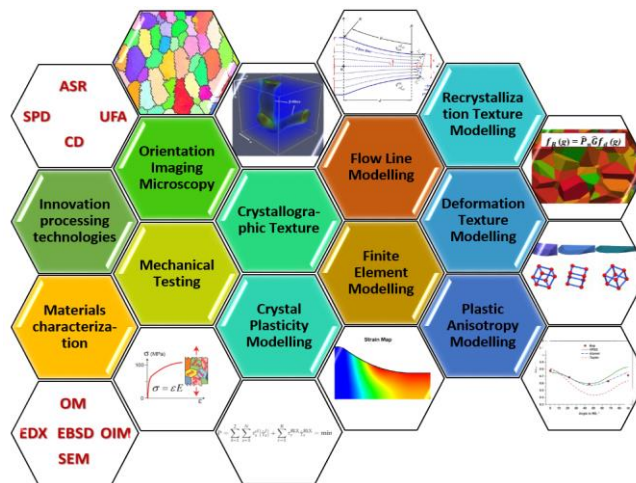 ASR
SPD UFA
CD
Orientation
Imaging
Microscopy
Flow Line
Modelling
Recrystalliza
tion Texture
Modelling
Innovation
processing
technologies
Crystallogra-
phic Texture
Deformation
Texture
Modelling
Mechanical
Testing
Finite
Element
Modelling
Materials
characteriza-
tion
Crystal
Plasticity
Modelling
Plastic
Anisotropy
Modelling
σ (MPa)
σ = εE
Strain Map
OM
EDX EBSD OIM
SEM